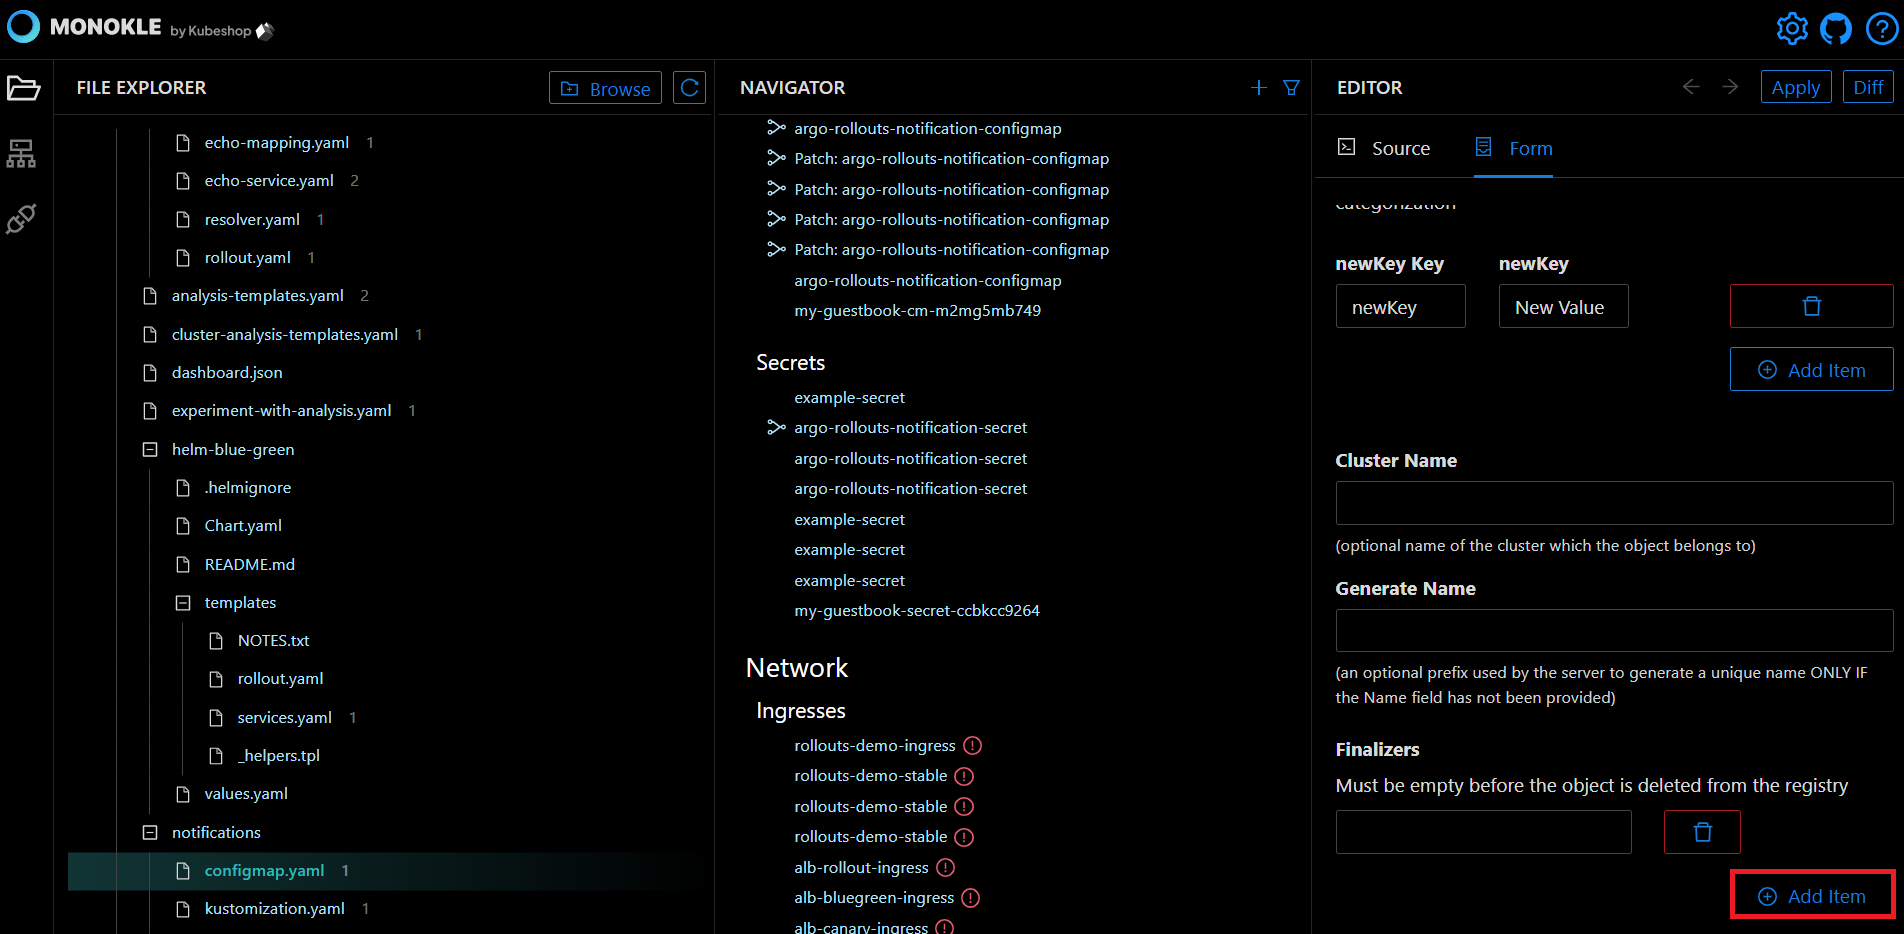 MONOKLE by Kubeshop
FILE EXPLORER
Browse
echo-mapping.yaml 1
echo-service.yaml 2
resolver.yaml 1
rollout.yaml 1
analysis-templates.yaml 2
cluster-analysis-templates.yaml 1
dashboard.json
experiment-with-analysis.yaml 1
helm-blue-green
.helmignore
Chart.yaml
README.md
templates
NOTES.txt
rollout.yaml
services.yaml 1
_helpers.tpl
values.yaml
notifications
configmap.yaml 1
kustomization.yaml 1
NAVIGATOR
argo-rollouts-notification-configmap
Patch: argo-rollouts-notification-configmap
Patch: argo-rollouts-notification-configmap
Patch: argo-rollouts-notification-configmap
Patch: argo-rollouts-notification-configmap
argo-rollouts-notification-configmap
my-guestbook-cm-m2mg5mb749
Secrets
example-secret
argo-rollouts-notification-secret
argo-rollouts-notification-secret
argo-rollouts-notification-secret
example-secret
example-secret
example-secret
my-guestbook-secret-ccbkcc9264
Network
Ingresses
rollouts-demo-ingress
rollouts-demo-stable
rollouts-demo-stable
rollouts-demo-stable
alb-rollout-ingress
alb-bluegreen-ingress
alb-canary-ingress
EDITOR
Apply
Diff
Source
Form
categorization
newKey Key newKey
newKey New Value
Add Item
Cluster Name
(optional name of the cluster which the object belongs to)
Generate Name
(an optional prefix used by the server to generate a unique name ONLY IF
the Name field has not been provided)
Finalizers
Must be empty before the object is deleted from the registry
Add Item